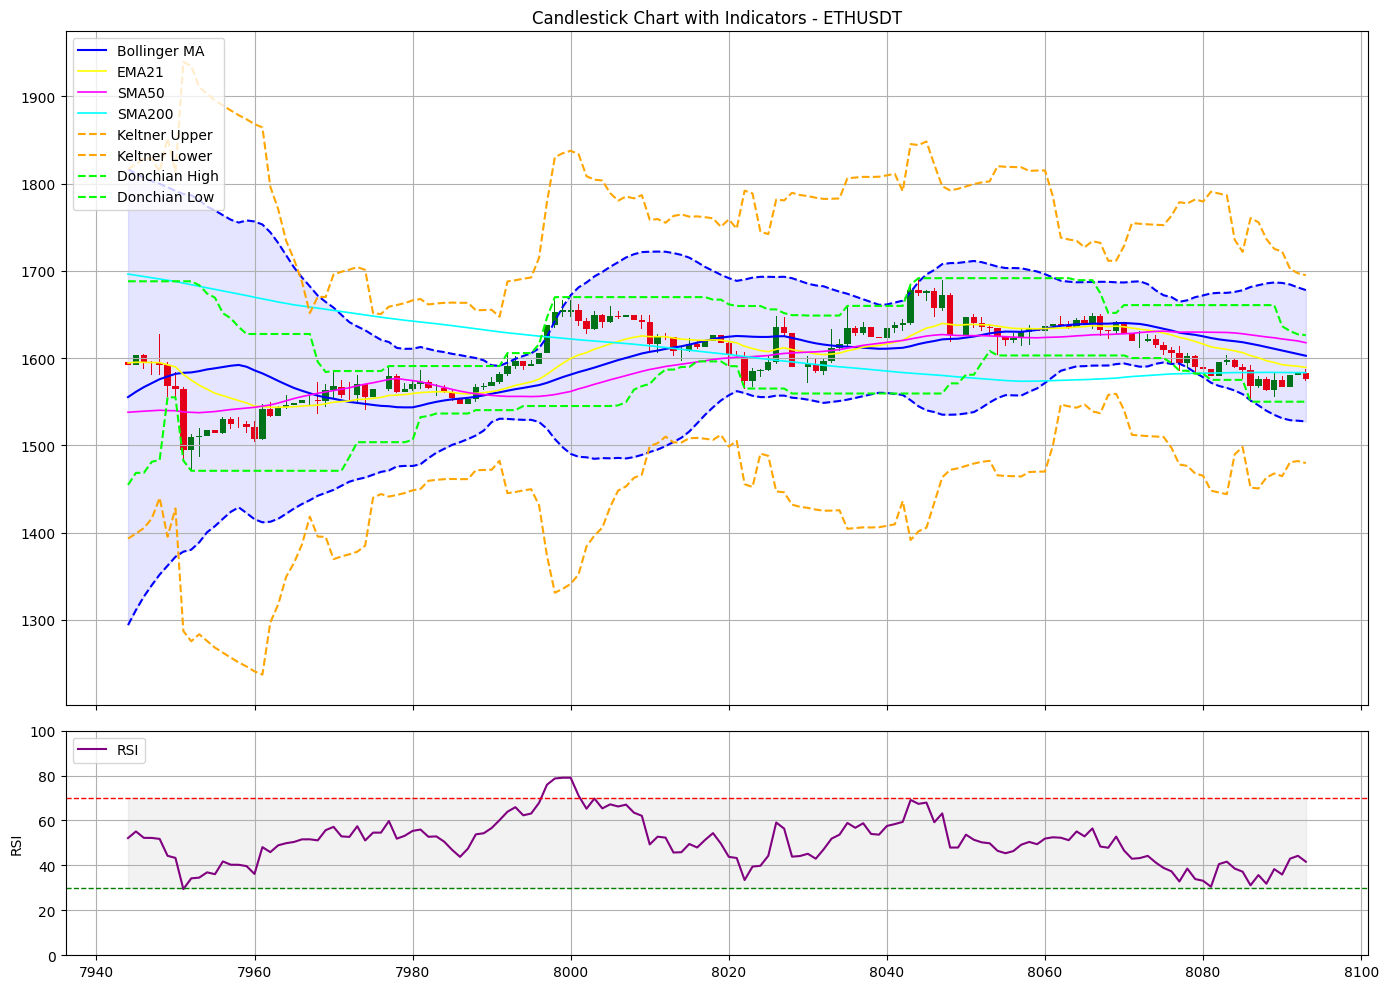 Candlestick Chart with Indicators - ETHUSDT
Bollinger MA
EMA21
SMA50
SMA200
Keltner Upper
Keltner Lower
Donchian High
Donchian Low
1900
1800
1700
1600
1500
1400
1300
RSI
100
80
60
40
20
0
RSI
7940
7960
7980
8000
8020
8040
8060
8080
8100